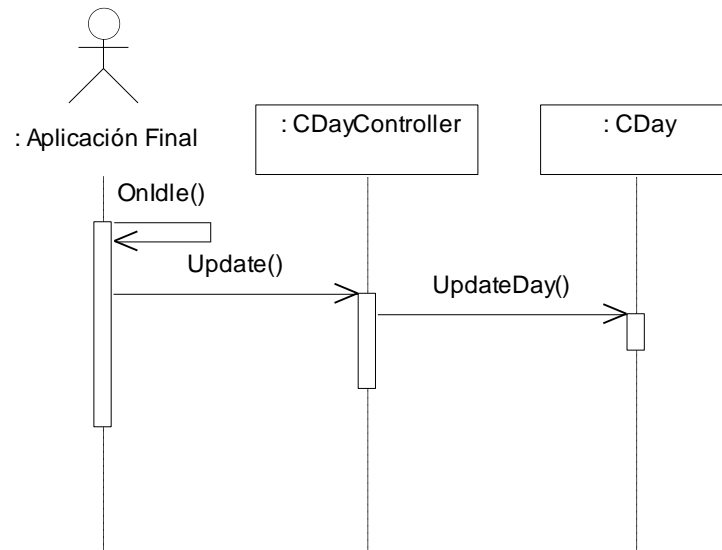 : Aplicación Final
: CDayController
: CDay
OnIdle()
Update()
UpdateDay()